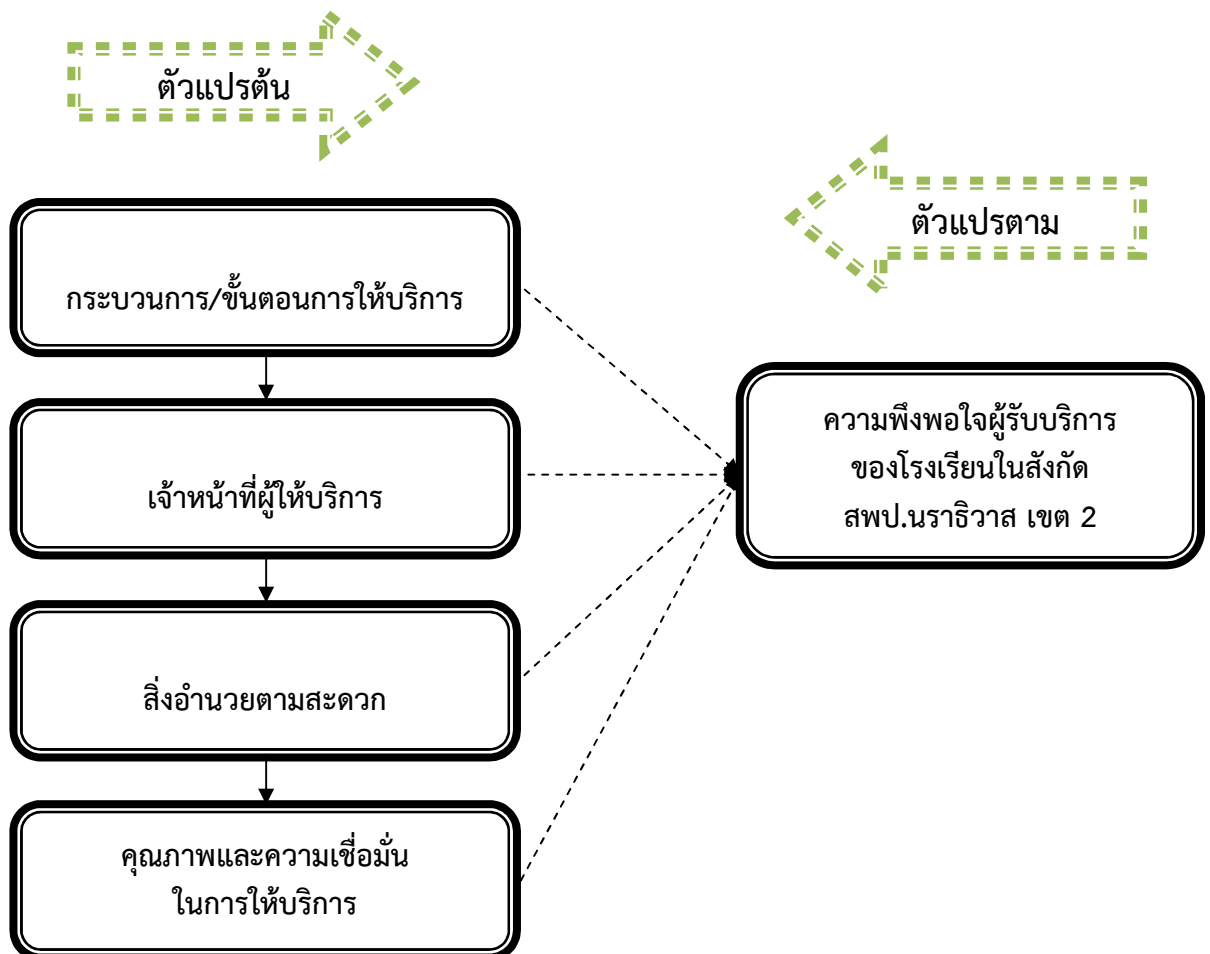 ตัวแปรต้น
ตัวแปรตาม
กระบวนการ/ขั้นตอนการให้บริการ
เจ้าหน้าที่ผู้ให้บริการ
สิ่งอำนวยตามสะดวก
คุณภาพและความเชื่อมั่น
ในการให้บริการ
ความพึงพอใจผู้รับบริการ
ของโรงเรียนในสังกัด
สพป.นราธิวาส เขต 2